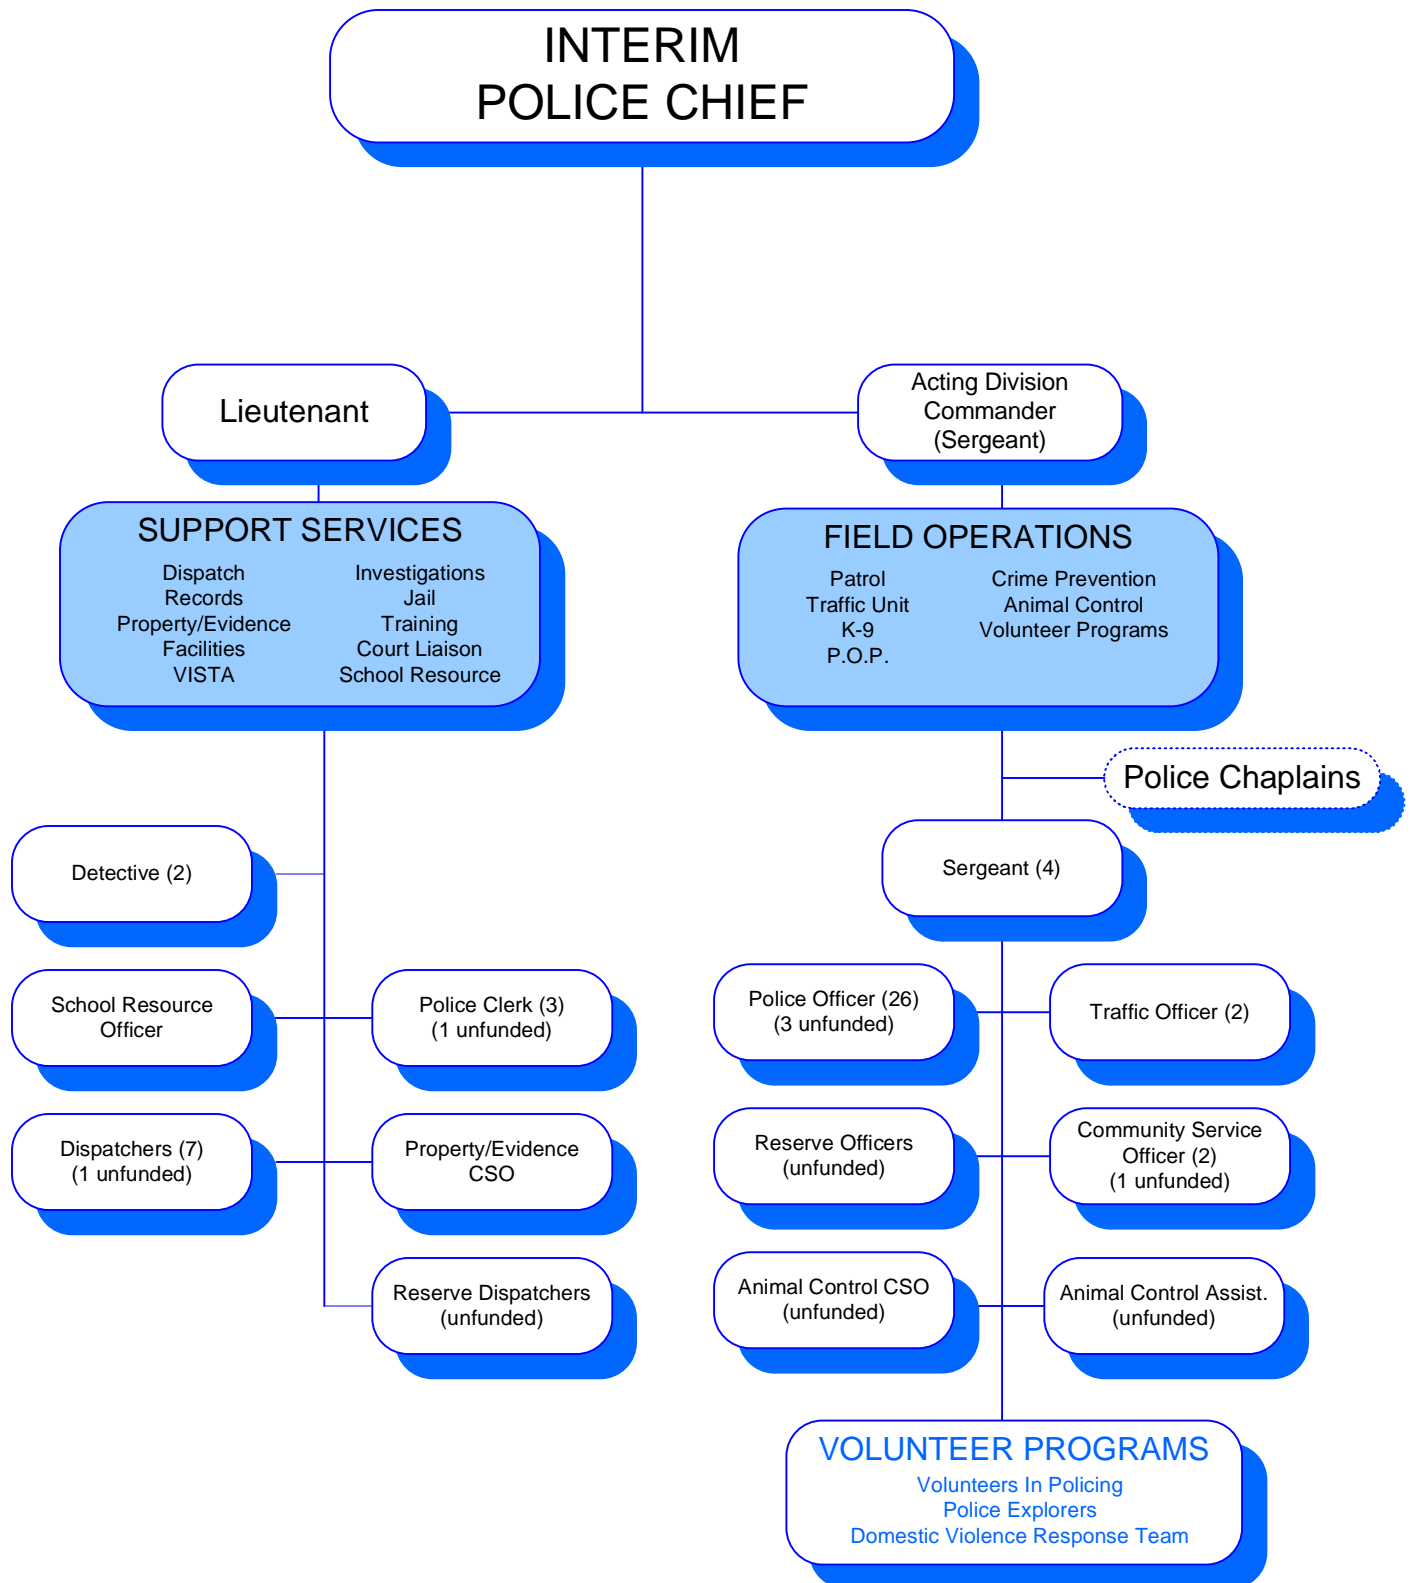 INTERIM
POLICE CHIEF
Lieutenant
Acting Division
Commander
(Sergeant)
SUPPORT SERVICES
Dispatch
Records
Property/Evidence
Facilities
VISTA
Investigations
Jail
Training
Court Liaison
School Resource
FIELD OPERATIONS
Patrol
Traffic Unit
K-9
P.O.P.
Crime Prevention
Animal Control
Volunteer Programs
Police Chaplains
Detective (2)
Sergeant (4)
School Resource
Officer
Police Clerk (3)
(1 unfunded)
Police Officer (26)
(3 unfunded)
Traffic Officer (2)
Dispatchers (7)
(1 unfunded)
Property/Evidence
CSO
Reserve Officers
(unfunded)
Community Service
Officer (2)
(1 unfunded)
Reserve Dispatchers
(unfunded)
Animal Control CSO
(unfunded)
Animal Control Assist.
(unfunded)
VOLUNTEER PROGRAMS
Volunteers In Policing
Police Explorers
Domestic Violence Response Team